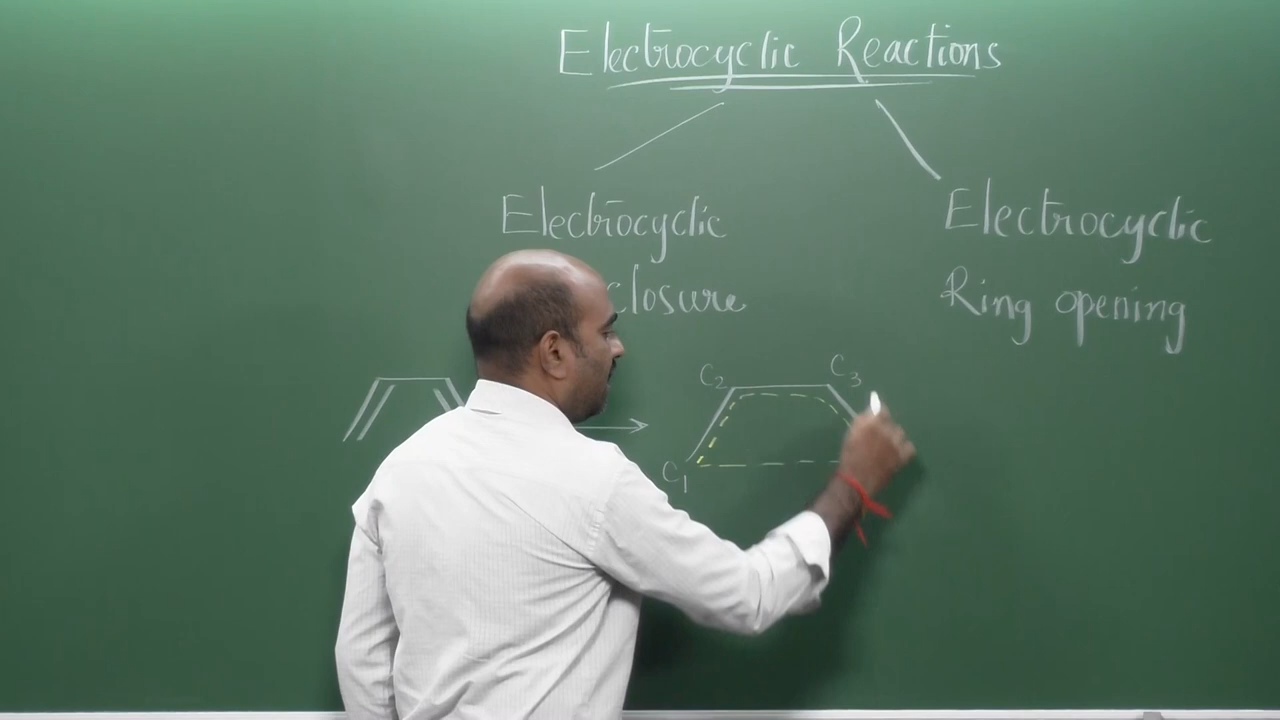 Electrocyclic Reactions
Electrocyclic
closure
Electrocyclic
Ring opening
C2
C3
C1